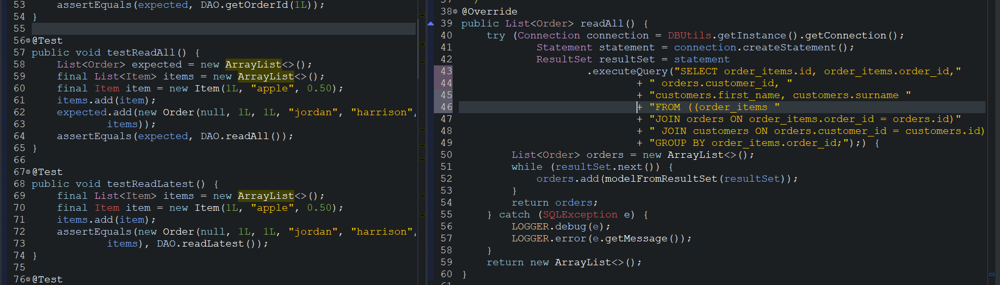 53 assertEquals(expected, DAO.getOrderId(1L));
54 }
55
56 @Test
57 public void testReadAll() {
58 List<Order> expected = new ArrayList<>();
59 final List<Item> items = new ArrayList<>();
60 final Item item = new Item(1L, "apple", 0.50);
61 items.add(item);
62 expected.add(new Order(null, 1L, 1L, "jordan", "harrison",
63 items));
64 assertEquals(expected, DAO.readAll());
65 }
66
67 @Test
68 public void testReadLatest() {
69 final List<Item> items = new ArrayList<>();
70 final Item item = new Item(1L, "apple", 0.50);
71 items.add(item);
72 assertEquals(new Order(null, 1L, 1L, "jordan", "harrison",
73 items), DAO.readLatest());
74 }
75
76 @Test
38 @Override
39 public List<Order> readAll() {
40 try (Connection connection = DBUtils.getInstance().getConnection();
41 Statement statement = connection.createStatement();
42 ResultSet resultSet = statement
43 .executeQuery("SELECT order_items.id, order_items.order_id,"
44 + " orders.customer_id, "
45 + "customers.first_name, customers.surname "
46 + "FROM ((order_items "
47 + "JOIN orders ON order_items.order_id = orders.id)"
48 + " JOIN customers ON orders.customer_id = customers.id)
49 + "GROUP BY order_items.order_id;");) {
50 List<Order> orders = new ArrayList<>();
51 while (resultSet.next()) {
52 orders.add(modelFromResultSet(resultSet));
53 }
54 return orders;
55 } catch (SQLException e) {
56 LOGGER.debug(e);
57 LOGGER.error(e.getMessage());
58 }
59 return new ArrayList<>();
60 }